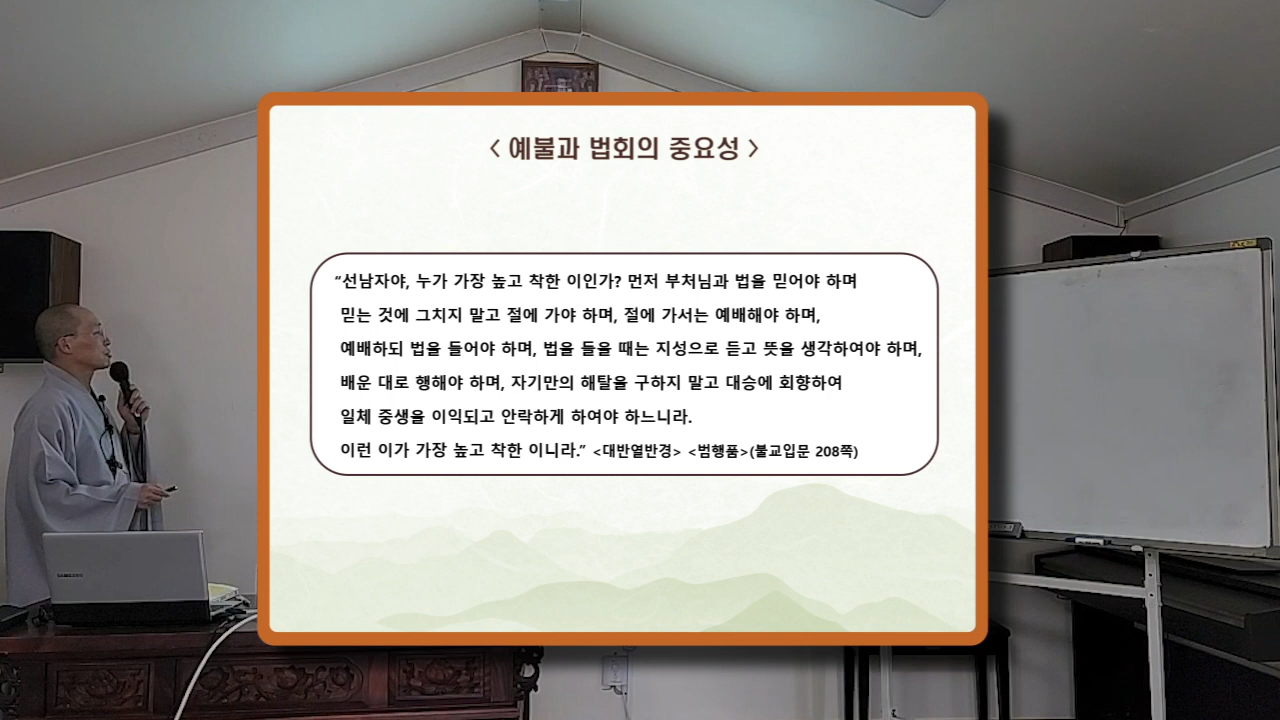 < 예불과 법회의 중요성 >
“선남자야, 누가 가장 높고 착한 이인가? 먼저 부처님과 법을 믿어야 하며
믿는 것에 그치지 말고 절에 가야 하며, 절에 가서는 예배해야 하며,
예배하되 법을 들어야 하며, 법을 들을 때는 지성으로 듣고 뜻을 생각하여야 하며,
배운 대로 행해야 하며, 자기만의 해탈을 구하지 말고 대승에 회향하여
일체 중생을 이익되고 안락하게 하여야 하느니라.
이런 이가 가장 높고 착한 이니라.” <대반열반경> <범행품>(불교입문 208쪽)
SAMSUNG